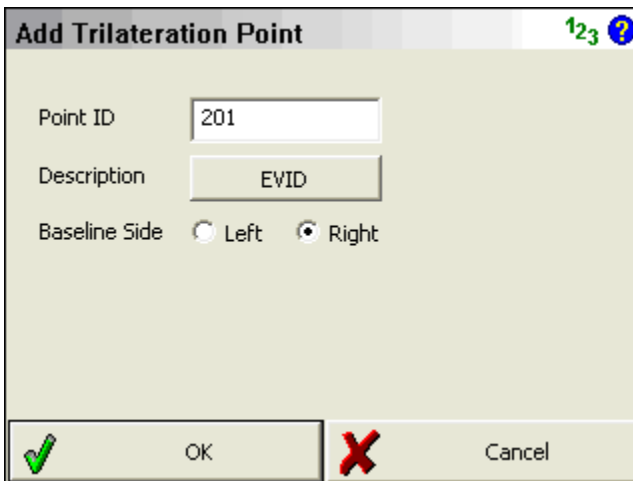 Add Trilateration Point 123 ?
Point ID 201
Description EVID
Baseline Side Left Right
OK Cancel